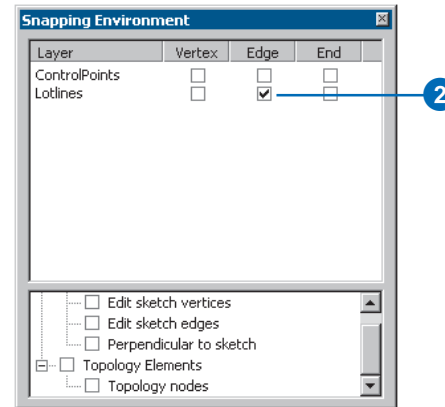 Snapping Environment
Layer Vertex Edge End
ControlPoints
Lotlines
2
Edit sketch vertices
Edit sketch edges
Perpendicular to sketch
Topology Elements
Topology nodes